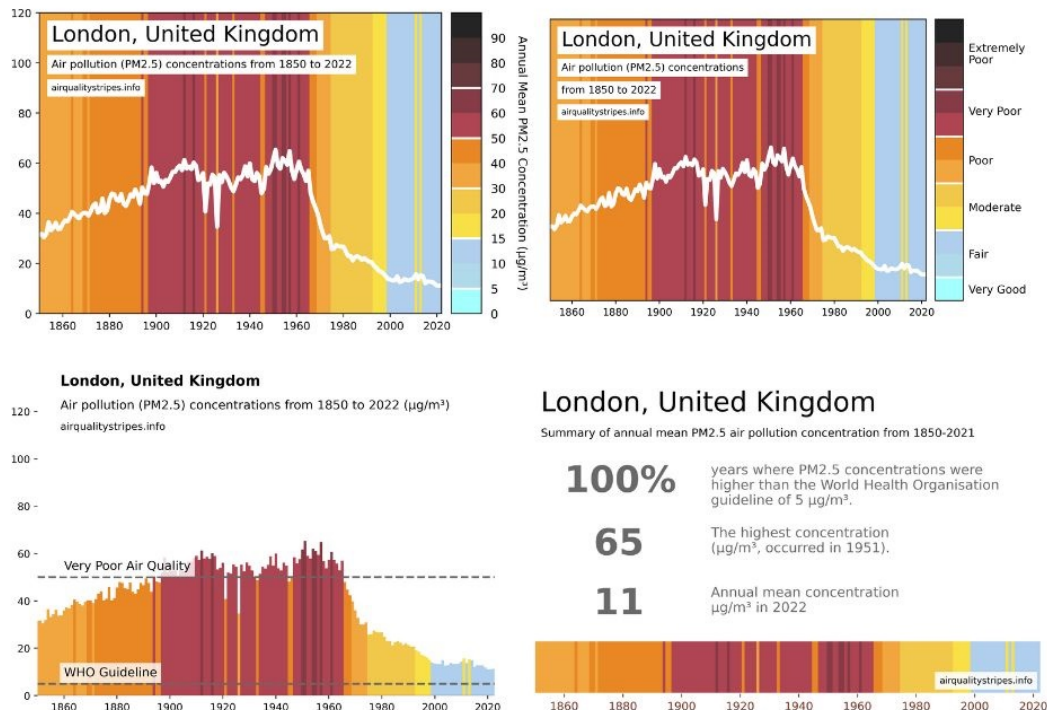 London, United Kingdom
Air pollution (PM2.5) concentrations from 1850 to 2022
airqualitystripes.info
120
100
80
60
40
20
0
1860 1880 1900 1920 1940 1960 1980 2000 2020
90
80
70
60
50
40
30
20
15
10
5
0
Annual Mean PM2.5 Concentration (µg/m³)
London, United Kingdom
Air pollution (PM2.5) concentrations
from 1850 to 2022
airqualitystripes.info
1860 1880 1900 1920 1940 1960 1980 2000 2020
Extremely
Poor
Very Poor
Poor
Moderate
Fair
Very Good
London, United Kingdom
Air pollution (PM2.5) concentrations from 1850 to 2022 (µg/m³)
airqualitystripes.info
120
100
80
60
40
20
0
Very Poor Air Quality
WHO Guideline
1860 1880 1900 1920 1940 1960 1980 2000 2020
London, United Kingdom
Summary of annual mean PM2.5 air pollution concentration from 1850-2021
100%
years where PM2.5 concentrations were
higher than the World Health Organisation
guideline of 5 µg/m³.
65
The highest concentration
(µg/m³, occurred in 1951).
11
Annual mean concentration
µg/m³ in 2022
airqualitystripes.info
1860 1880 1900 1920 1940 1960 1980 2000 2020